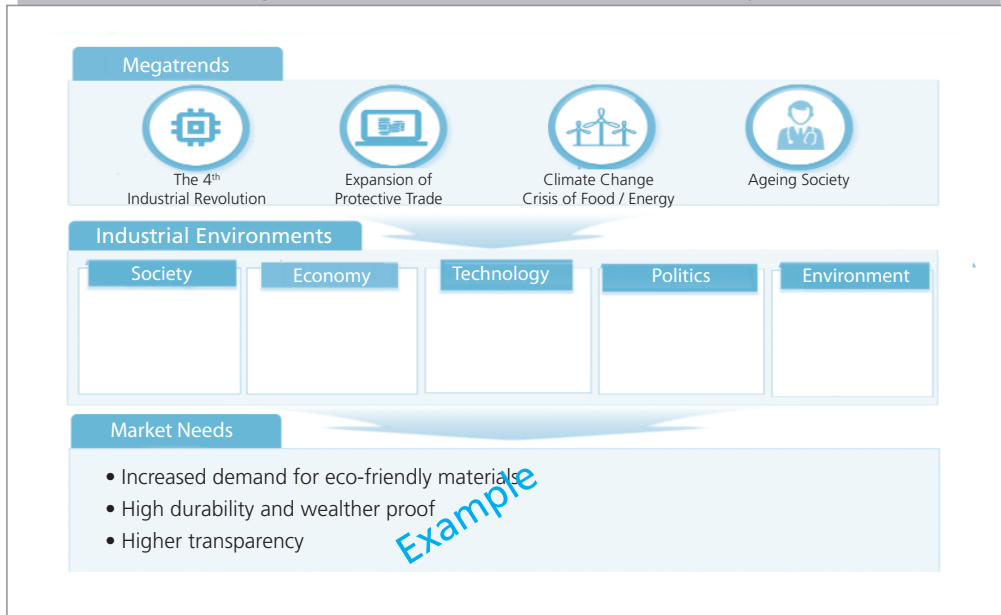 Megatrends
The 4th
Industrial Revolution
Expansion of
Protective Trade
Climate Change
Crisis of Food / Energy
Ageing Society
Industrial Environments
Society
Economy
Technology
Politics
Environment
Market Needs
• Increased demand for eco-friendly materials
• High durability and wealther proof
• Higher transparency
Example